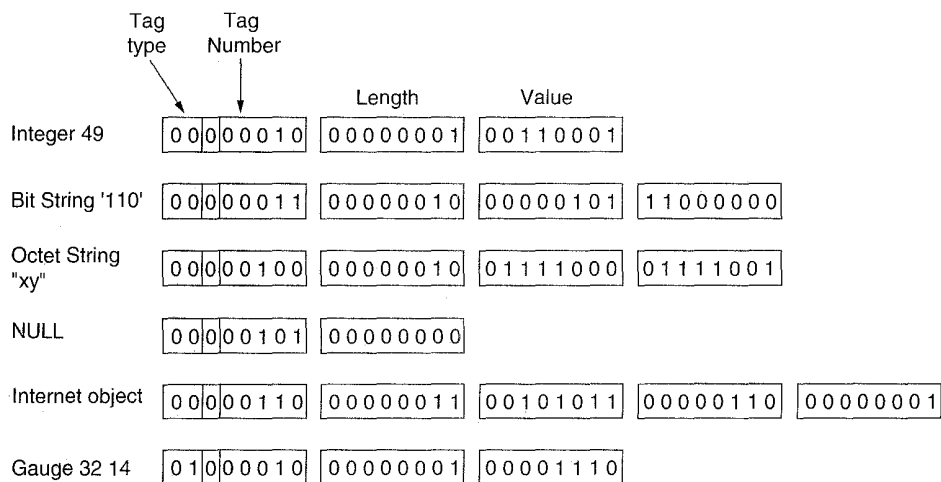 Tag Tag
type Number
Length Value
Integer 49 0 0 0 0 0 0 1 0 0 0 0 0 0 0 0 1 0 0 1 1 0 0 0 1
Bit String '110' 0 0 0 0 0 0 1 1 0 0 0 0 0 0 1 0 0 0 0 0 0 1 0 1 1 1 0 0 0 0 0 0
Octet String
"xy" 0 0 0 0 0 1 0 0 0 0 0 0 0 0 1 0 0 1 1 1 1 0 0 0 0 1 1 1 1 0 0 1
NULL 0 0 0 0 0 1 0 1 0 0 0 0 0 0 0 0
Internet object 0 0 0 0 0 1 1 0 0 0 0 0 0 0 1 1 0 0 1 0 1 0 1 1 0 0 0 0 0 1 1 0 0 0 0 0 0 0 0 1
Gauge 32 14 0 1 0 0 0 0 1 0 0 0 0 0 0 0 0 1 0 0 0 0 1 1 1 0